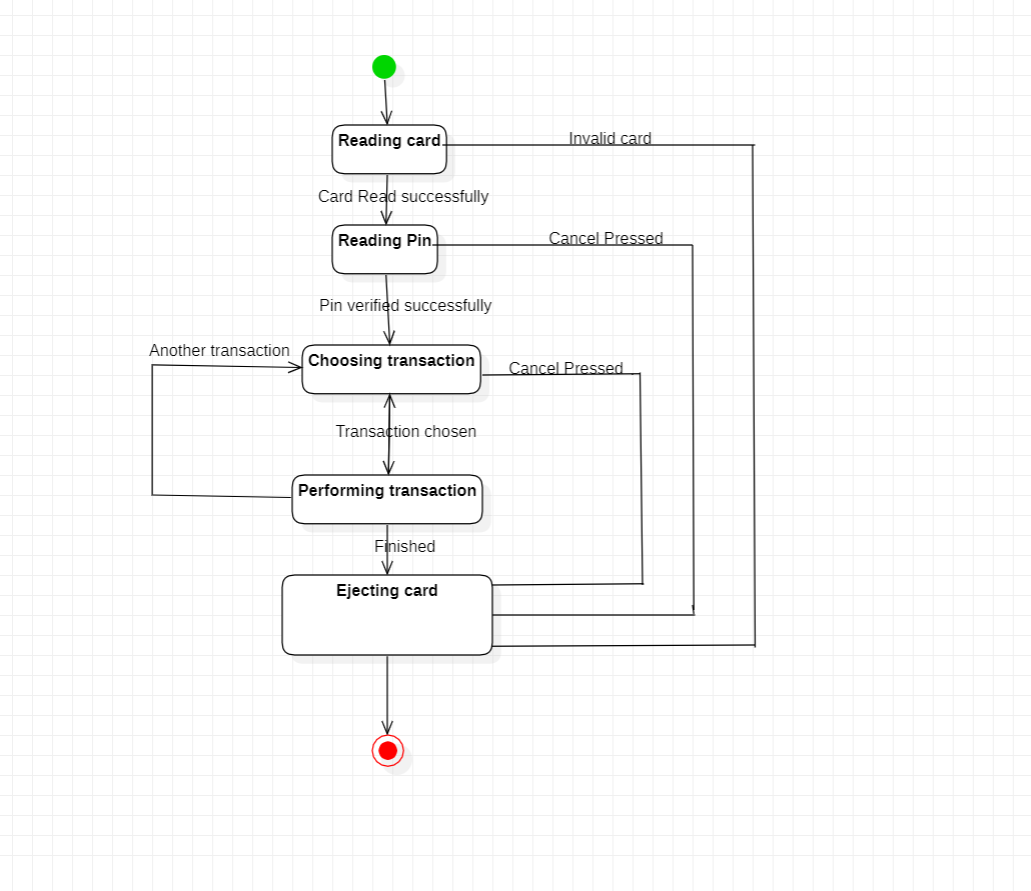 Reading card
Invalid card
Card Read successfully
Reading Pin
Cancel Pressed
Pin verified successfully
Another transaction
Choosing transaction
Cancel Pressed
Transaction chosen
Performing transaction
Finished
Ejecting card